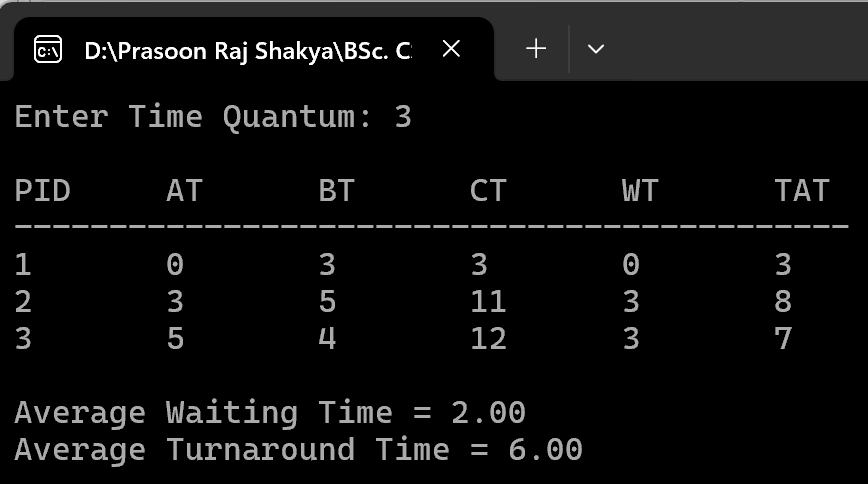 D:\Prasoon Raj Shakya\BSc. C
Enter Time Quantum: 3
PID AT BT CT WT TAT
--------------------------------------------
1 0 3 3 0 3
2 3 5 11 3 8
3 5 4 12 3 7
Average Waiting Time = 2.00
Average Turnaround Time = 6.00